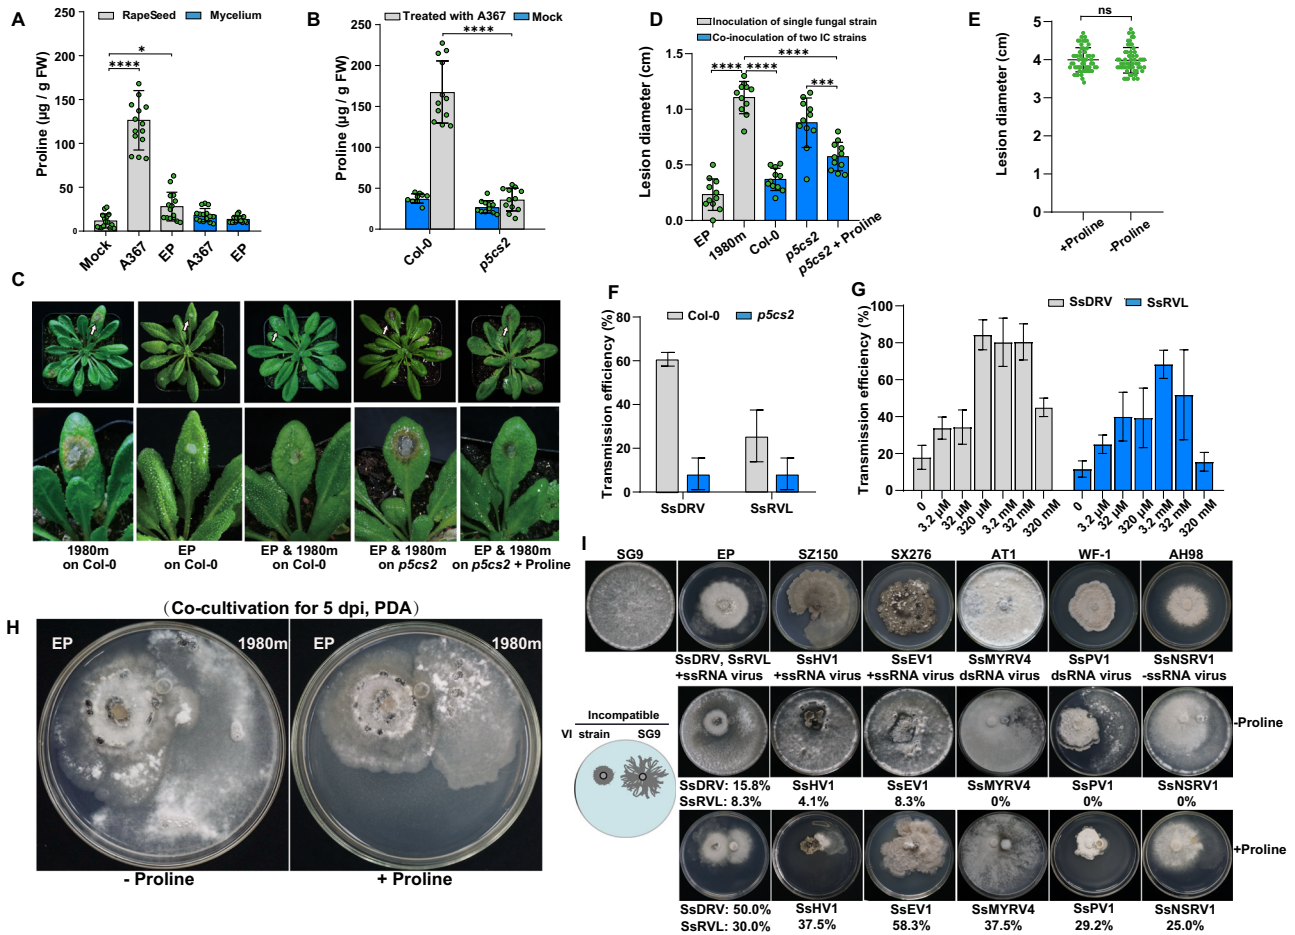 A
RapeSeed
Mycelium
Proline (µg / g FW)
250
200
150
100
50
0
*
****
Mock
A367
EP
A367
EP
B
Treated with A367
Mock
Proline (µg / g FW)
250
200
150
100
50
0
****
Col-0
p5cs2
D
Inoculation of single fungal strain
Co-inoculation of two IC strains
Lesion diameter (cm)
1.5
1.0
0.5
0.0
****
****
****
***
EP
1980m
Col-0
p5cs2
p5cs2 + Proline
E
ns
Lesion diameter (cm)
5
4
3
2
1
0
+Proline
-Proline
C
1980m
on Col-0
EP
on Col-0
EP & 1980m
on Col-0
EP & 1980m
on p5cs2
EP & 1980m
on p5cs2 + Proline
F
Col-0
p5cs2
Transmission efficiency (%)
80
60
40
20
0
SsDRV
SsRVL
G
SsDRV
SsRVL
Transmission efficiency (%)
100
80
60
40
20
0
0
3.2 µM
32 µM
320 µM
3.2 mM
32 mM
320 mM
0
3.2 µM
32 µM
320 µM
3.2 mM
32 mM
320 mM
H
(Co-cultivation for 5 dpi, PDA)
EP
1980m
EP
1980m
- Proline
+ Proline
I
SG9
EP
SZ150
SX276
AT1
WF-1
AH98
SsDRV, SsRVL
+ssRNA virus
SsHV1
+ssRNA virus
SsEV1
+ssRNA virus
SsMYRV4
dsRNA virus
SsPV1
dsRNA virus
SsNSRV1
-ssRNA virus
Incompatible
VI strain
SG9
-Proline
SsDRV: 15.8%
SsRVL: 8.3%
SsHV1
4.1%
SsEV1
8.3%
SsMYRV4
0%
SsPV1
0%
SsNSRV1
0%
+Proline
SsDRV: 50.0%
SsRVL: 30.0%
SsHV1
37.5%
SsEV1
58.3%
SsMYRV4
37.5%
SsPV1
29.2%
SsNSRV1
25.0%